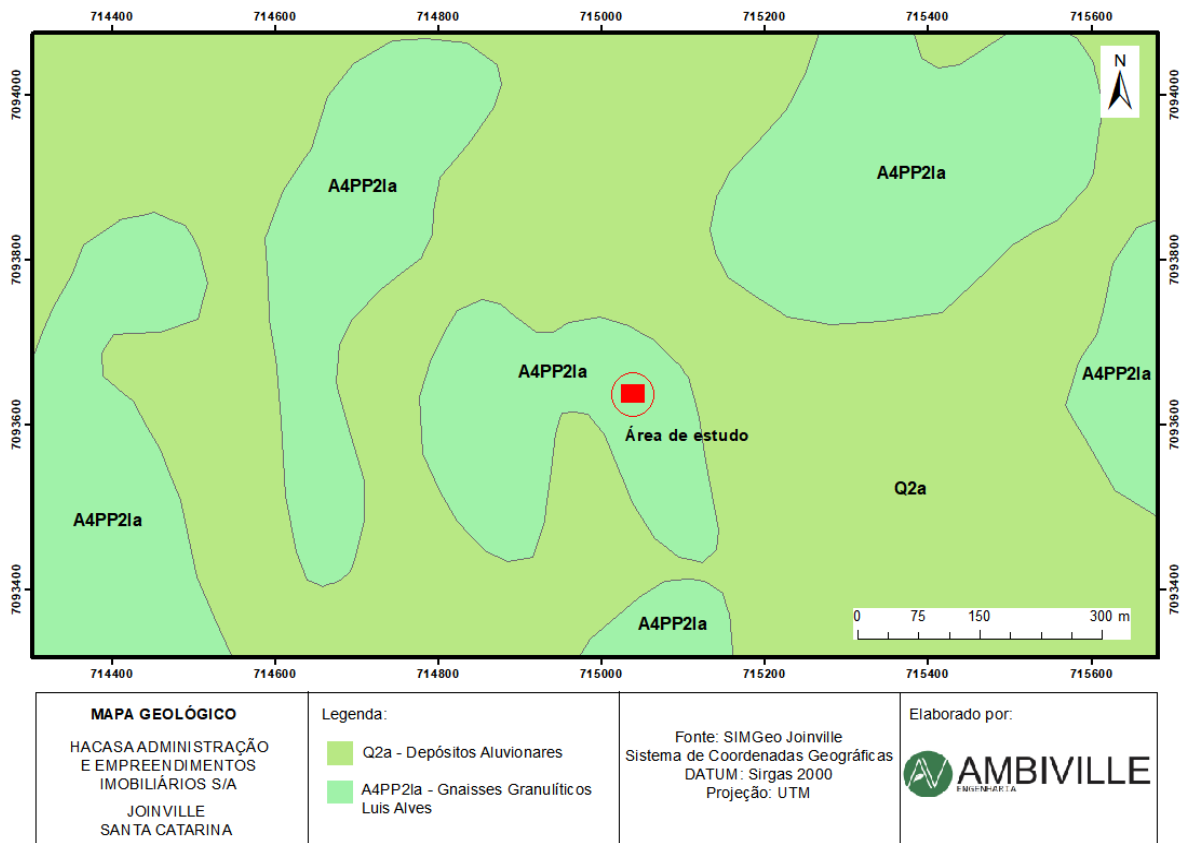 714400 714600 714800 715000 715200 715400 715600
7094000
7093800
7093600
7093400
N
7094000
7093800
7093600
7093400
A4PP2la
A4PP2la
A4PP2la
A4PP2la
A4PP2la
Área de estudo
Q2a
A4PP2la
A4PP2la
0 75 150 300 m
714400 714600 714800 715000 715200 715400 715600
MAPA GEOLÓGICO
HACASA ADMINISTRAÇÃO
E EMPREENDIMENTOS
IMOBILIÁRIOS S/A
JOINVILLE
SANTA CATARINA
Legenda:
Q2a - Depósitos Aluvionares
A4PP2la - Gnaisses Granulíticos
Luis Alves
Fonte: SIMGeo Joinville
Sistema de Coordenadas Geográficas
DATUM: Sirgas 2000
Projeção: UTM
Elaborado por:
AMBIVILLE
ENGENHARIA